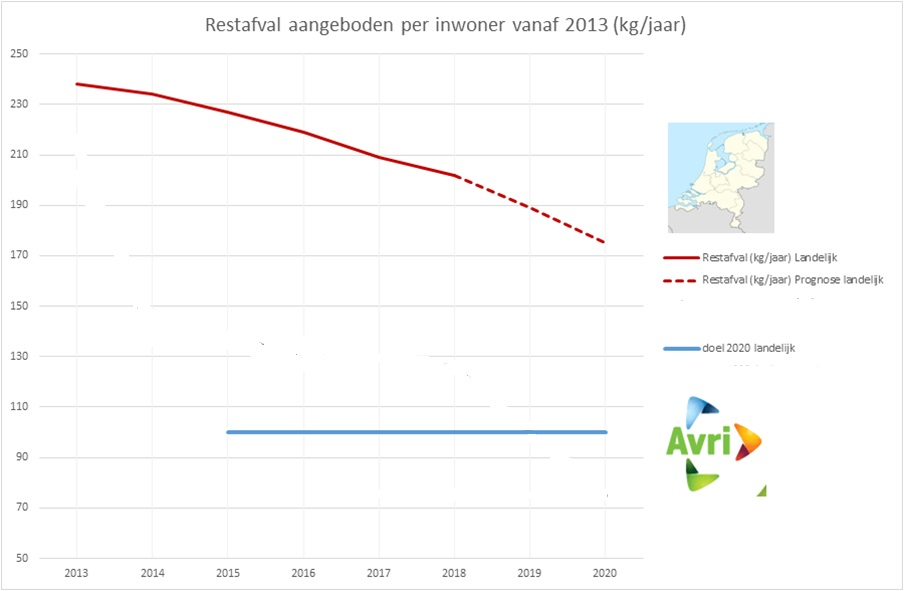 Restafval aangeboden per inwoner vanaf 2013 (kg/jaar)
250
230
210
190
170
150
130
110
90
70
50
2013 2014 2015 2016 2017 2018 2019 2020
Restafval (kg/jaar) Landelijk
Restafval (kg/jaar) Prognose landelijk
doel 2020 landelijk
Avri